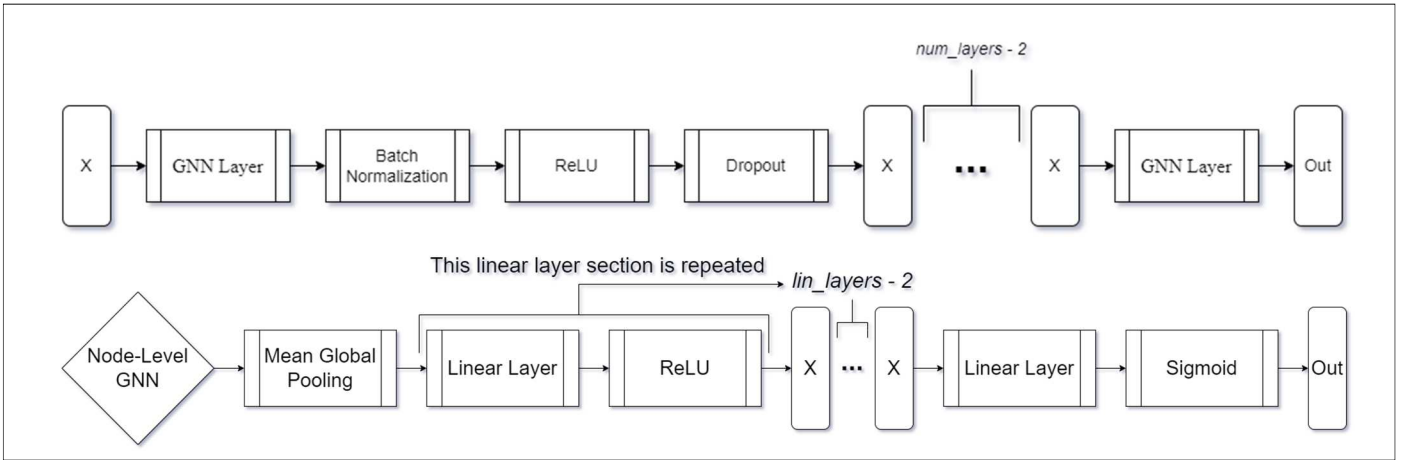 num_layers - 2
X
GNN Layer
Batch
Normalization
ReLU
Dropout
X
...
X
GNN Layer
Out
This linear layer section is repeated
lin_layers - 2
Node-Level
GNN
Mean Global
Pooling
Linear Layer
ReLU
X
...
X
Linear Layer
Sigmoid
Out